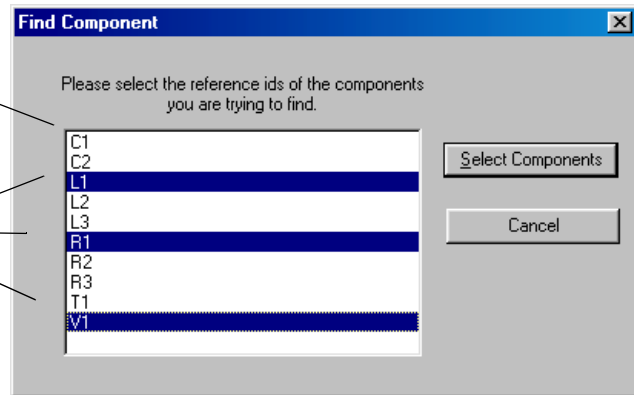 Find Component
Please select the reference ids of the components
you are trying to find.
C1
C2
L1
L2
L3
R1
R2
R3
T1
V1
Select Components
Cancel